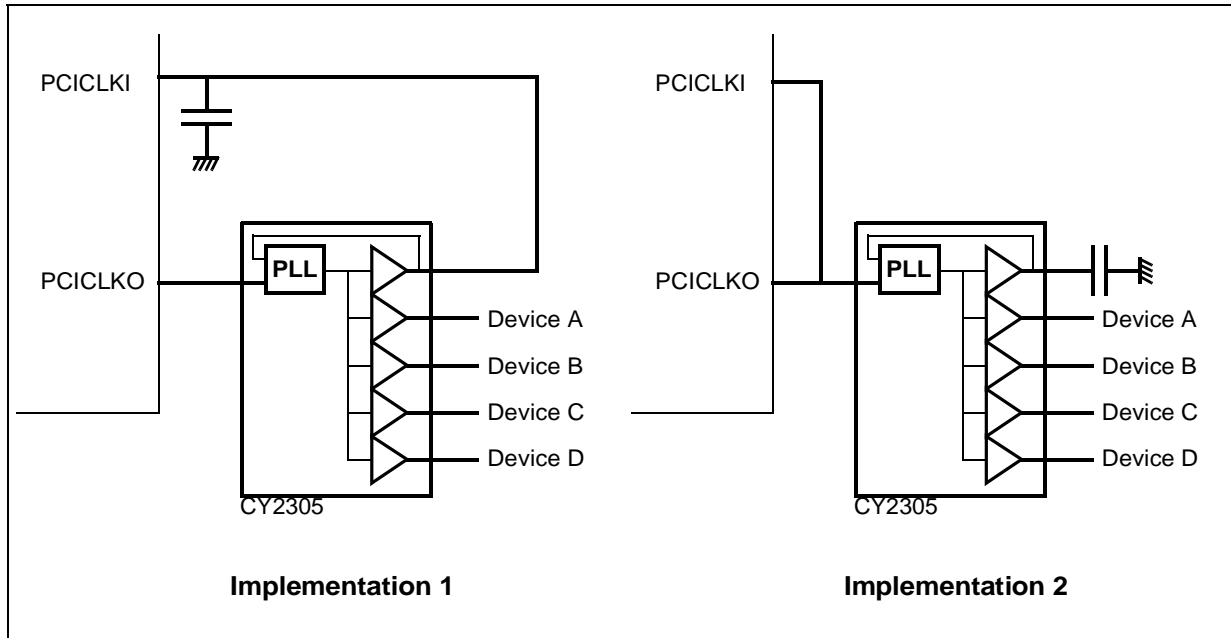 PCICLKI
PCICLKO
PLL
Device A
Device B
Device C
Device D
CY2305
Implementation 1
PCICLKI
PCICLKO
PLL
Device A
Device B
Device C
Device D
CY2305
Implementation 2